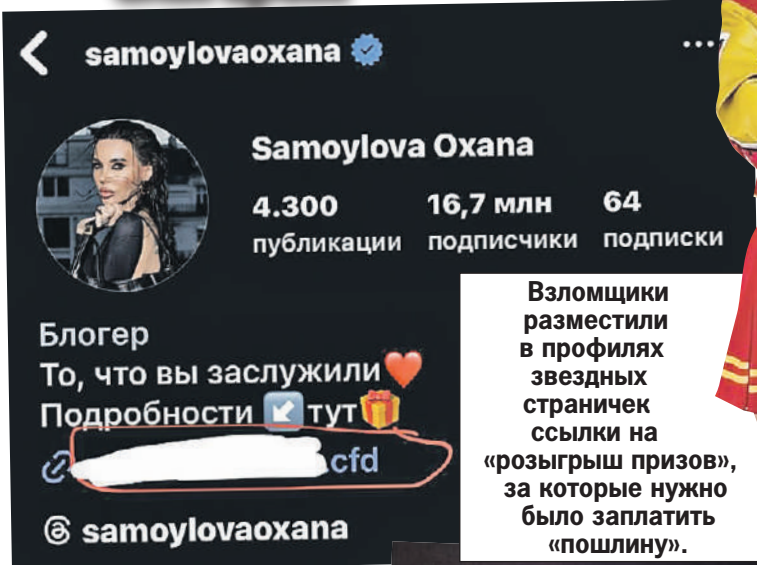 samoylovaoxana
Samoylova Oxana
4.300 16,7 млн 64
публикации подписчики подписки
Блогер
То, что вы заслужили❤️
Подробности ↙️ тут🎁
.cfd
samoylovaoxana
Взломщики
разместили
в профилях
звездных
страничек
ссылки на
«розыгрыш призов»,
за которые нужно
было заплатить
«пошлину».